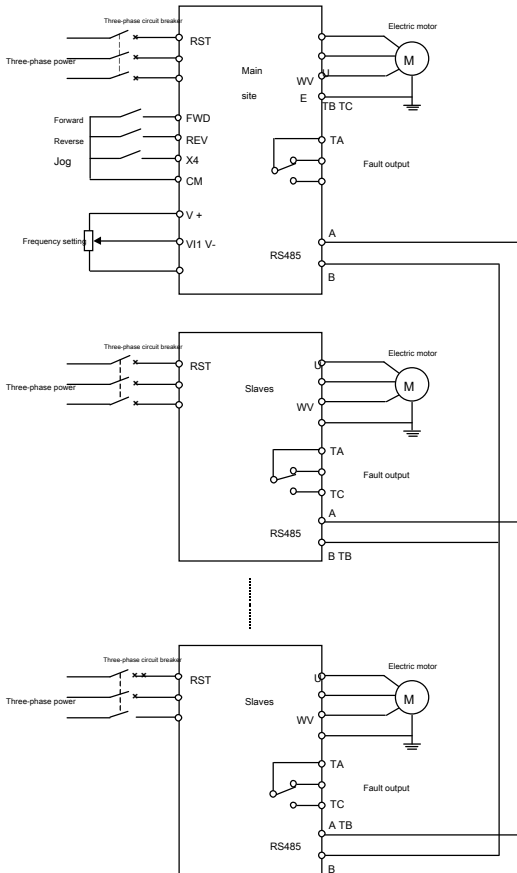 Three-phase circuit breaker
Three-phase power
RST
Main
site
Electric motor
M
U
WV
E
TB TC
TA
Fault output
Forward
FWD
Reverse
REV
Jog
X4
CM
V +
Frequency setting
VI1 V-
RS485
A
B
Three-phase circuit breaker
Three-phase power
RST
Slaves
Electric motor
M
U
WV
TA
Fault output
TC
A
RS485
B TB
Three-phase circuit breaker
Three-phase power
RST
Slaves
Electric motor
M
U
WV
TA
Fault output
TC
A TB
RS485
B